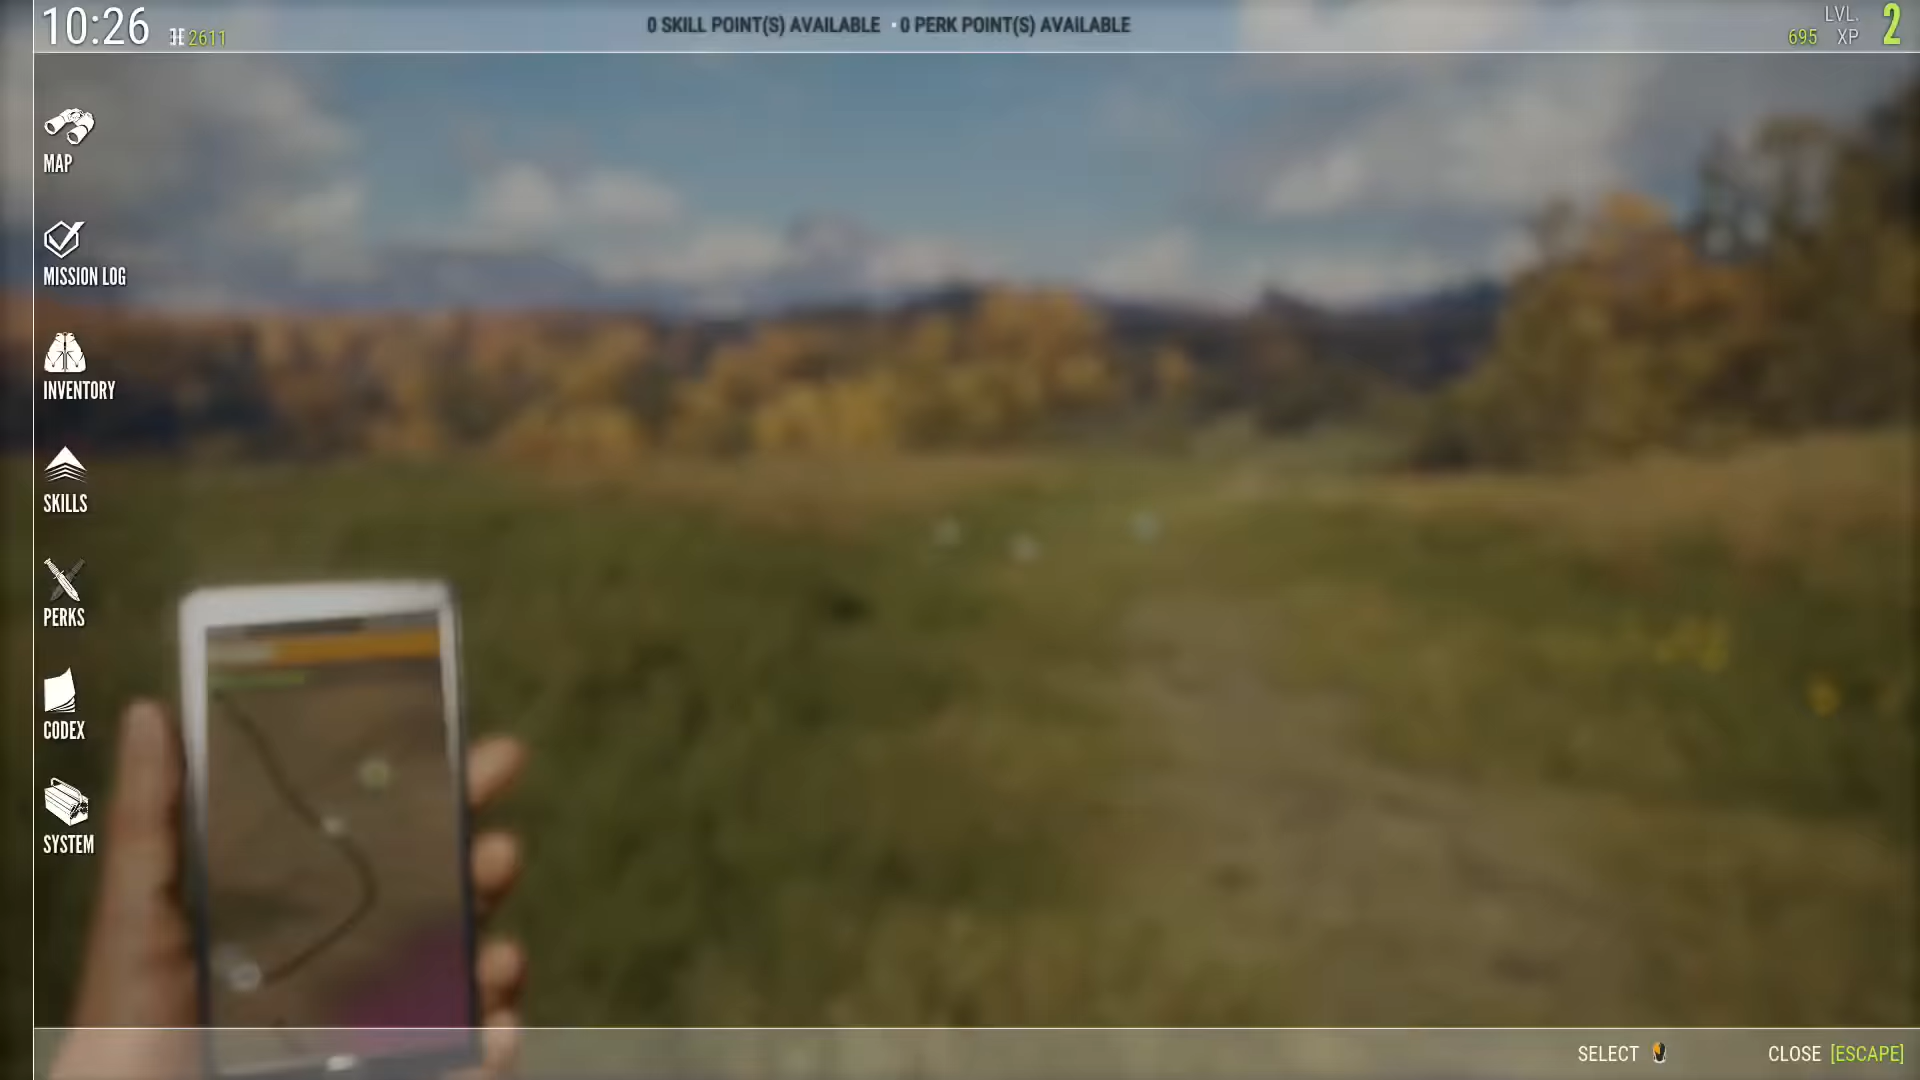 10:26
2611
0 SKILL POINT(S) AVAILABLE · 0 PERK POINT(S) AVAILABLE
LVL. 2
695 XP
MAP
MISSION LOG
INVENTORY
SKILLS
PERKS
CODEX
SYSTEM
SELECT
CLOSE [ESCAPE]